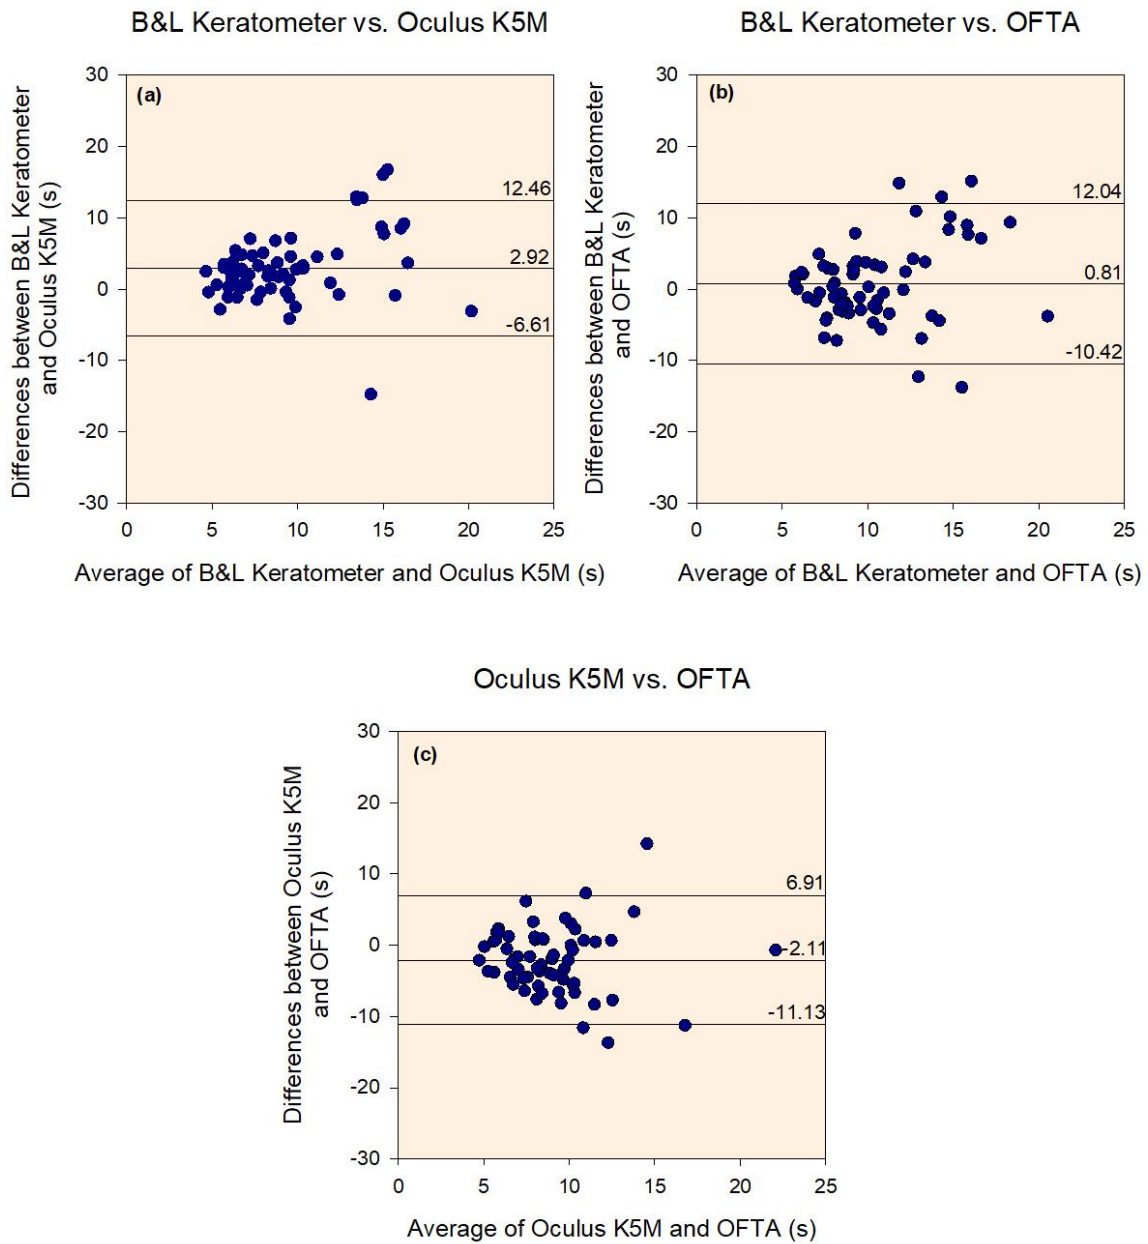 B&L Keratometer vs. Oculus K5M
Differences between B&L Keratometer
and Oculus K5M (s)
30
20
10
0
-10
-20
-30
(a)
12.46
2.92
-6.61
0 5 10 15 20 25
Average of B&L Keratometer and Oculus K5M (s)
B&L Keratometer vs. OFTA
Differences between B&L Keratometer
and OFTA (s)
30
20
10
0
-10
-20
-30
(b)
12.04
0.81
-10.42
0 5 10 15 20 25
Average of B&L Keratometer and OFTA (s)
Oculus K5M vs. OFTA
Differences between Oculus K5M
and OFTA (s)
30
20
10
0
-10
-20
-30
(c)
6.91
-2.11
-11.13
0 5 10 15 20 25
Average of Oculus K5M and OFTA (s)